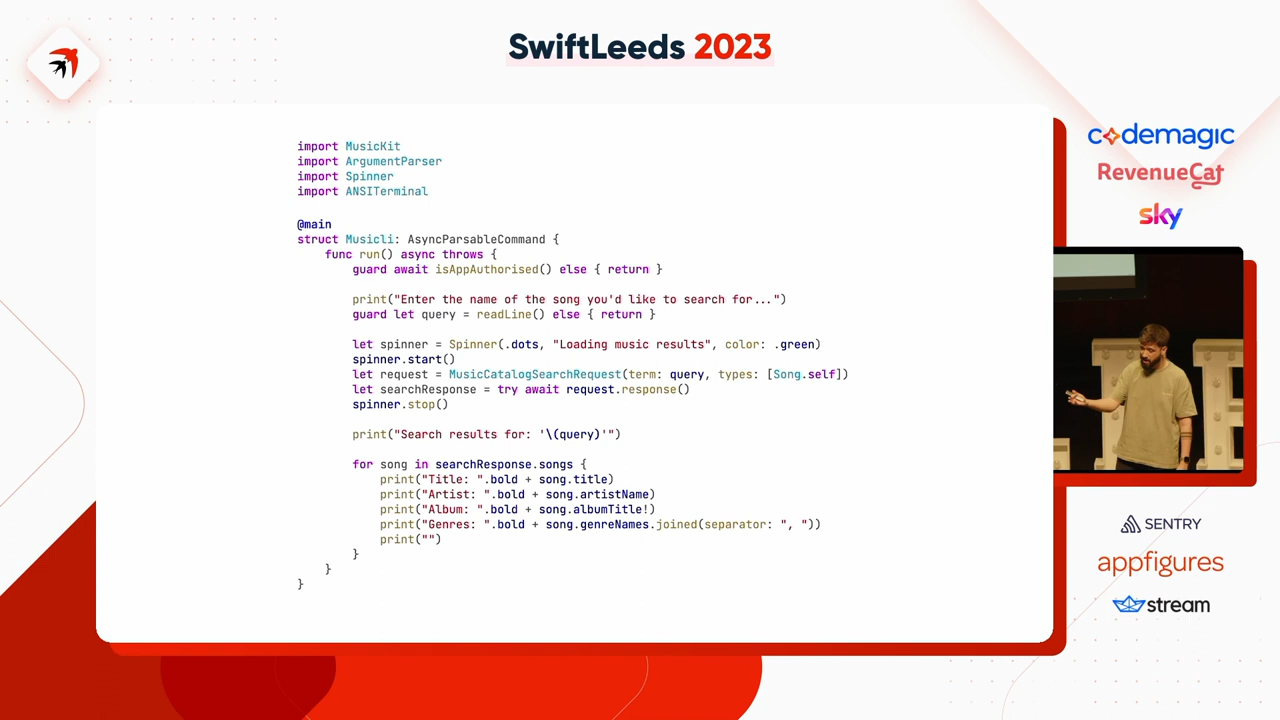 SwiftLeeds 2023
import MusicKit
import ArgumentParser
import Spinner
import ANSITerminal
@main
struct Musicli: AsyncParsableCommand {
func run() async throws {
guard await isAppAuthorised() else { return }
print("Enter the name of the song you'd like to search for...")
guard let query = readLine() else { return }
let spinner = Spinner(.dots, "Loading music results", color: .green)
spinner.start()
let request = MusicCatalogSearchRequest(term: query, types: [Song.self])
let searchResponse = try await request.response()
spinner.stop()
print("Search results for: '\(query)'")
for song in searchResponse.songs {
print("Title: ".bold + song.title)
print("Artist: ".bold + song.artistName)
print("Album: ".bold + song.albumTitle!)
print("Genres: ".bold + song.genreNames.joined(separator: ", "))
print("")
}
}
}
codemagic
RevenueCat
sky
SENTRY
appfigures
stream